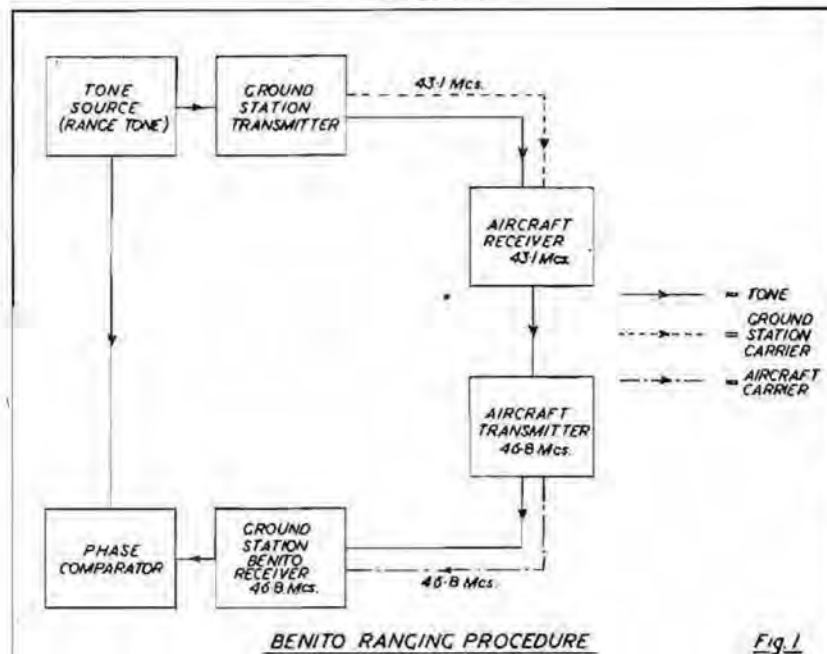 TONE
SOURCE
(RANGE TONE)
GROUND
STATION
TRANSMITTER
43·1 Mcs.
AIRCRAFT
RECEIVER
43·1 Mcs.
= TONE
= GROUND
STATION
CARRIER
= AIRCRAFT
CARRIER
AIRCRAFT
TRANSMITTER
46·8 Mcs.
PHASE
COMPARATOR
GROUND
STATION
BENITO
RECEIVER
46·8 Mcs.
46·8 Mcs.
BENITO RANGING PROCEDURE
Fig. 1.